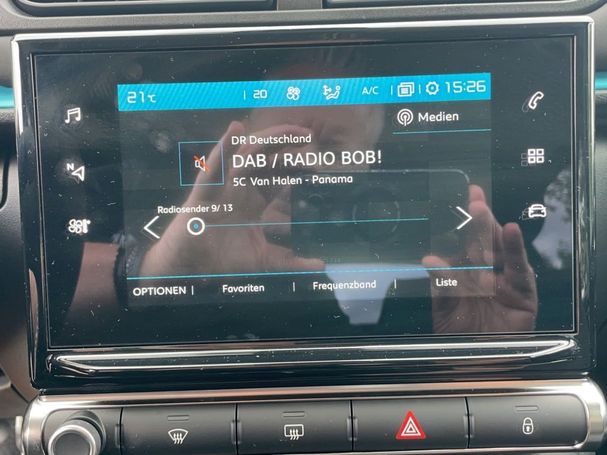 21°C 20 A/C 15:26
Medien
DR Deutschland
DAB / RADIO BOB!
5C Van Halen - Panama
Radiosender 9/ 13
N
OPTIONEN Favoriten Frequenzband Liste